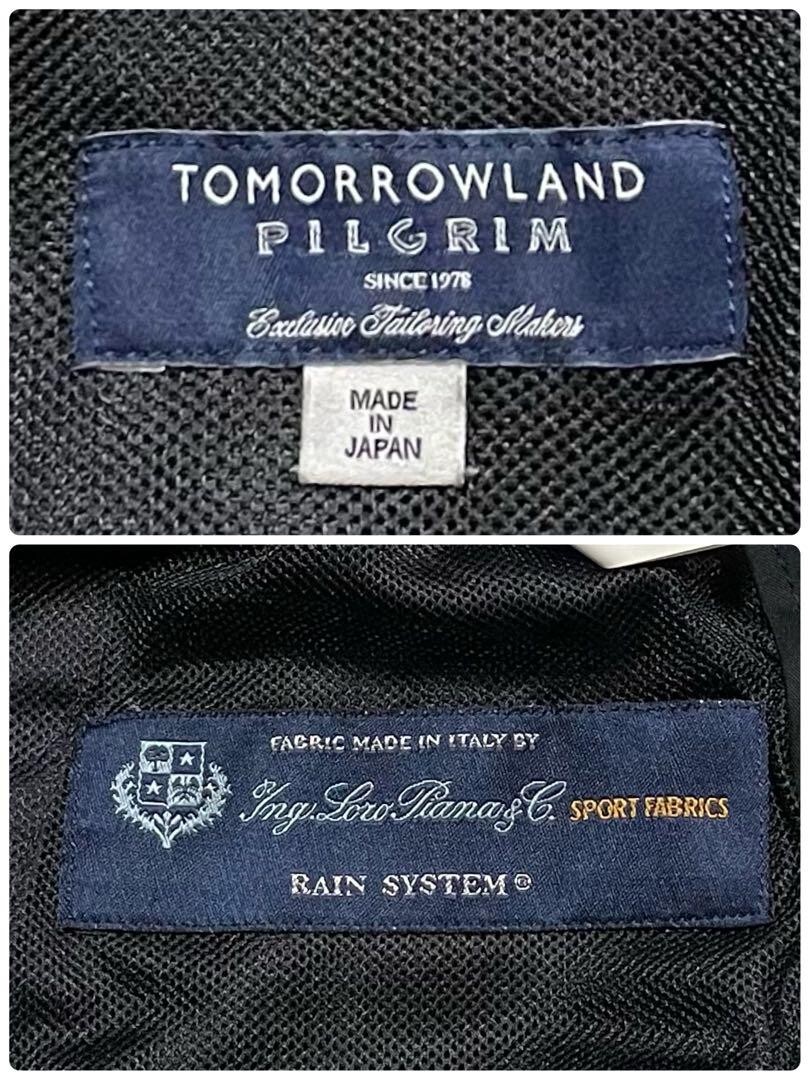 TOMORROWLAND
PILGRIM
SINCE 1978
Exclusive Tailoring Makers
MADE
IN
JAPAN
FABRIC MADE IN ITALY BY
Ing. Loro Piana & C. SPORT FABRICS
RAIN SYSTEM®